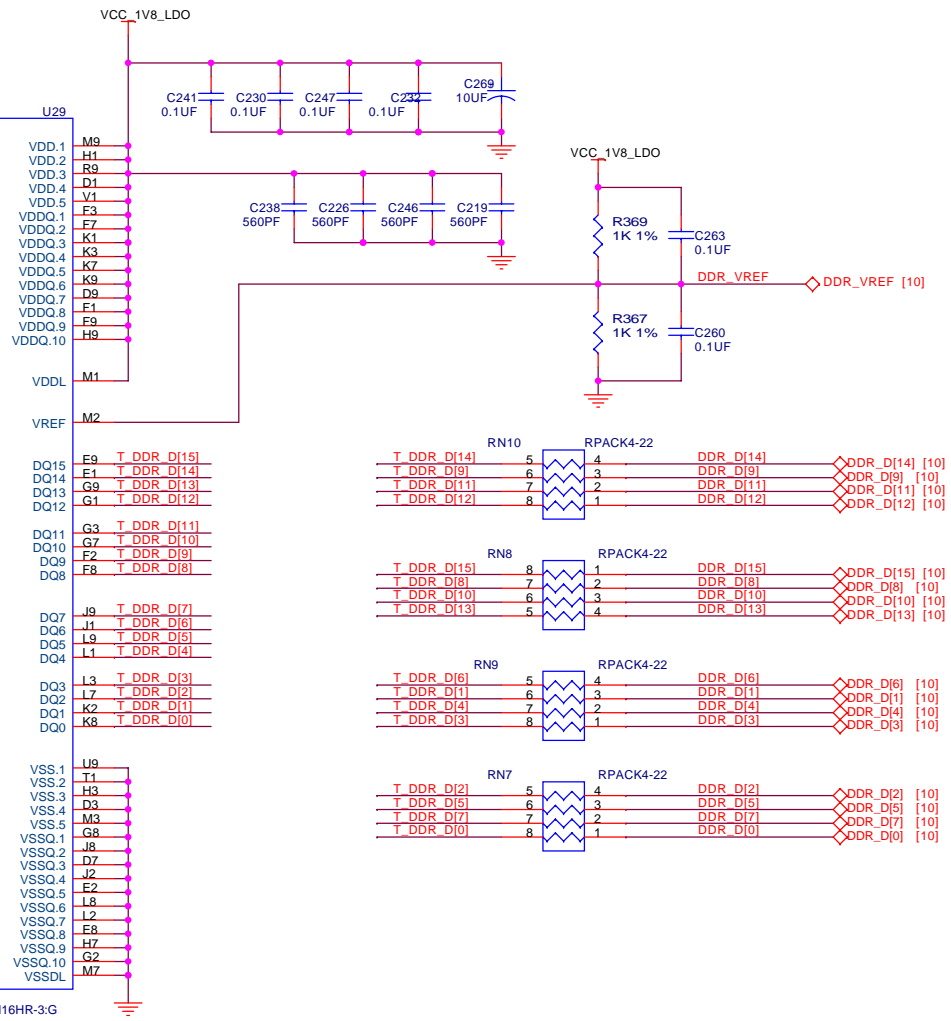 VCC_1V8_LDO
C241 0.1UF
C230 0.1UF
C247 0.1UF
C232 0.1UF
C269 10UF
U29
VDD.1 M9
VDD.2 H1
VDD.3 R9
VDD.4 D1
VDD.5 V1
VDDQ.1 F3
VDDQ.2 F7
VDDQ.3 K1
VDDQ.4 K3
VDDQ.5 K7
VDDQ.6 K9
VDDQ.7 D9
VDDQ.8 F1
VDDQ.9 F9
VDDQ.10 H9
VDDL M1
VREF M2
C238 560PF
C226 560PF
C246 560PF
C219 560PF
VCC_1V8_LDO
R369 1K 1%
C263 0.1UF
DDR_VREF
DDR_VREF [10]
R367 1K 1%
C260 0.1UF
DQ15 E9 T_DDR_D[15]
DQ14 E1 T_DDR_D[14]
DQ13 G9 T_DDR_D[13]
DQ12 G1 T_DDR_D[12]
DQ11 G3 T_DDR_D[11]
DQ10 G7 T_DDR_D[10]
DQ9 E2 T_DDR_D[9]
DQ8 F8 T_DDR_D[8]
DQ7 J9 T_DDR_D[7]
DQ6 J1 T_DDR_D[6]
DQ5 L9 T_DDR_D[5]
DQ4 L1 T_DDR_D[4]
DQ3 L3 T_DDR_D[3]
DQ2 L7 T_DDR_D[2]
DQ1 K2 T_DDR_D[1]
DQ0 K8 T_DDR_D[0]
RN10 RPACK4-22
T_DDR_D[14] 5 4 DDR_D[14] DDR_D[14] [10]
T_DDR_D[9] 6 3 DDR_D[9] DDR_D[9] [10]
T_DDR_D[11] 7 2 DDR_D[11] DDR_D[11] [10]
T_DDR_D[12] 8 1 DDR_D[12] DDR_D[12] [10]
RN8 RPACK4-22
T_DDR_D[15] 8 1 DDR_D[15] DDR_D[15] [10]
T_DDR_D[8] 7 2 DDR_D[8] DDR_D[8] [10]
T_DDR_D[10] 6 3 DDR_D[10] DDR_D[10] [10]
T_DDR_D[13] 5 4 DDR_D[13] DDR_D[13] [10]
RN9 RPACK4-22
T_DDR_D[6] 5 4 DDR_D[6] DDR_D[6] [10]
T_DDR_D[1] 6 3 DDR_D[1] DDR_D[1] [10]
T_DDR_D[4] 7 2 DDR_D[4] DDR_D[4] [10]
T_DDR_D[3] 8 1 DDR_D[3] DDR_D[3] [10]
RN7 RPACK4-22
T_DDR_D[2] 5 4 DDR_D[2] DDR_D[2] [10]
T_DDR_D[5] 6 3 DDR_D[5] DDR_D[5] [10]
T_DDR_D[7] 7 2 DDR_D[7] DDR_D[7] [10]
T_DDR_D[0] 8 1 DDR_D[0] DDR_D[0] [10]
VSS.1 U9
VSS.2 T1
VSS.3 H3
VSS.4 D3
VSS.5 M3
VSSQ.1 G8
VSSQ.2 J8
VSSQ.3 D7
VSSQ.4 J2
VSSQ.5 E2
VSSQ.6 L8
VSSQ.7 L2
VSSQ.8 E8
VSSQ.9 H7
VSSQ.10 G2
VSSDL M7
16HR-3:G